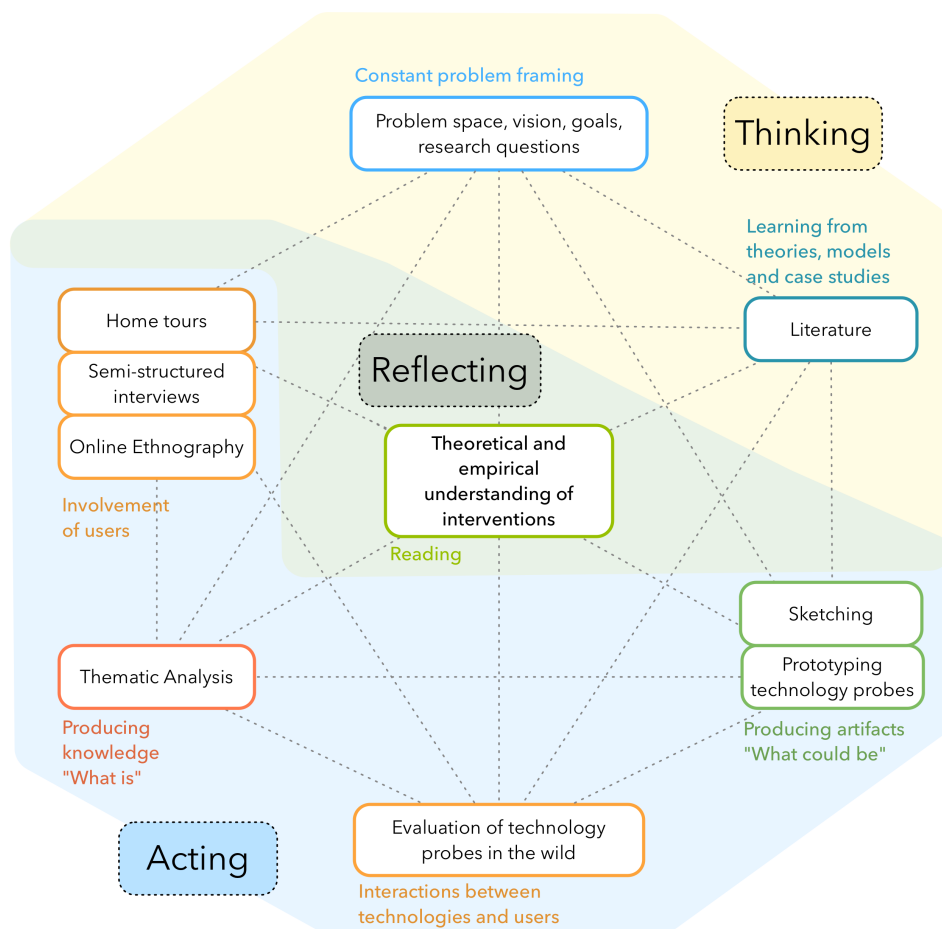 Constant problem framing
Problem space, vision, goals,
research questions
Thinking
Learning from
theories, models
and case studies
Home tours
Literature
Semi-structured
interviews
Reflecting
Online Ethnography
Theoretical and
empirical
understanding of
interventions
Involvement
of users
Reading
Sketching
Thematic Analysis
Prototyping
technology probes
Producing
knowledge
"What is"
Producing artifacts
"What could be"
Evaluation of technology
probes in the wild
Acting
Interactions between
technologies and users